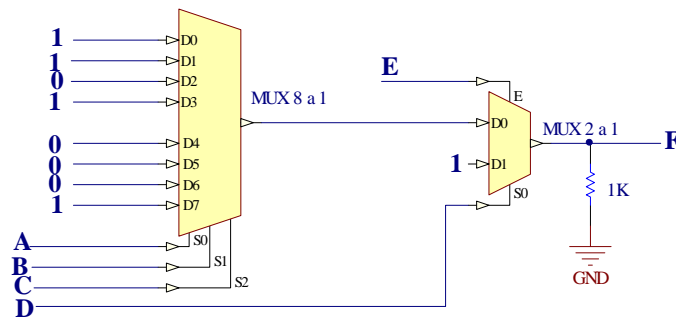 1 D0
1 D1
0 D2
1 D3
0 D4
0 D5
0 D6
1 D7
MUX 8 a 1
A S0
B S1
C S2
D
E E
D0
1 D1
S0
MUX 2 a 1
F
1K
GND